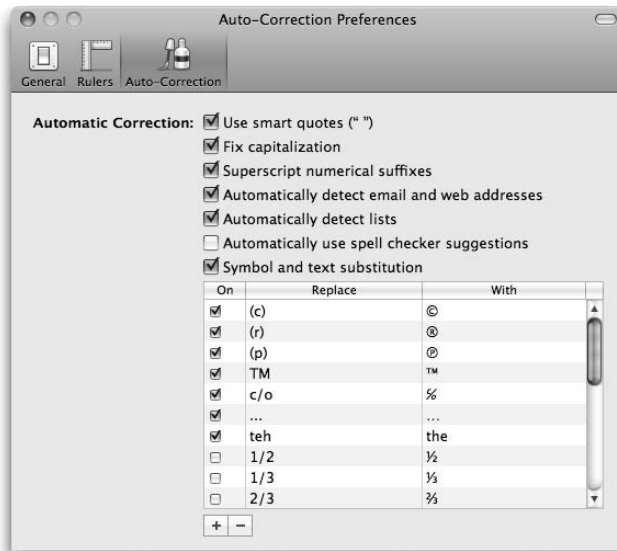 Auto-Correction Preferences
General Rulers Auto-Correction
Automatic Correction: Use smart quotes (“ ”)
Fix capitalization
Superscript numerical suffixes
Automatically detect email and web addresses
Automatically detect lists
Automatically use spell checker suggestions
Symbol and text substitution
On Replace With
(c) ©
(r) ®
(p) ℗
TM ™
c/o ℅
... …
teh the
1/2 ½
1/3 ⅓
2/3 ⅔
+ −